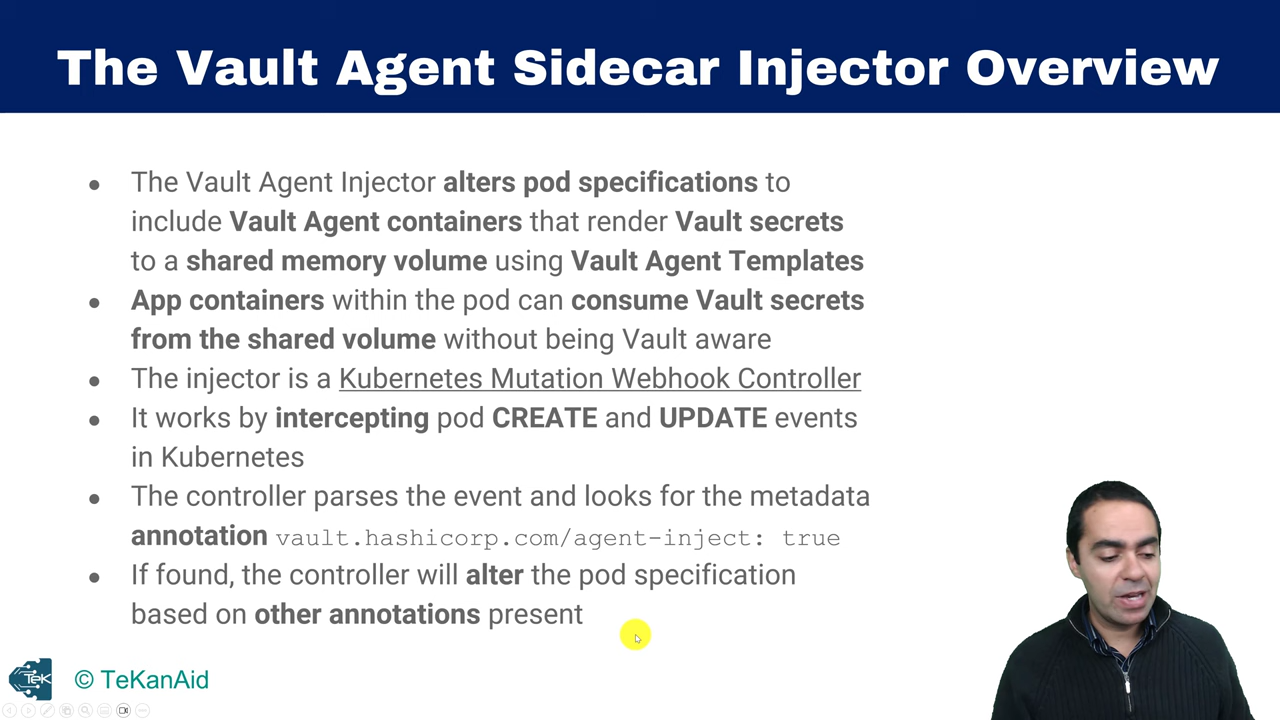 The Vault Agent Sidecar Injector Overview
● The Vault Agent Injector alters pod specifications to
include Vault Agent containers that render Vault secrets
to a shared memory volume using Vault Agent Templates
● App containers within the pod can consume Vault secrets
from the shared volume without being Vault aware
● The injector is a Kubernetes Mutation Webhook Controller
● It works by intercepting pod CREATE and UPDATE events
in Kubernetes
● The controller parses the event and looks for the metadata
annotation vault.hashicorp.com/agent-inject: true
● If found, the controller will alter the pod specification
based on other annotations present
TeK
© TeKanAid